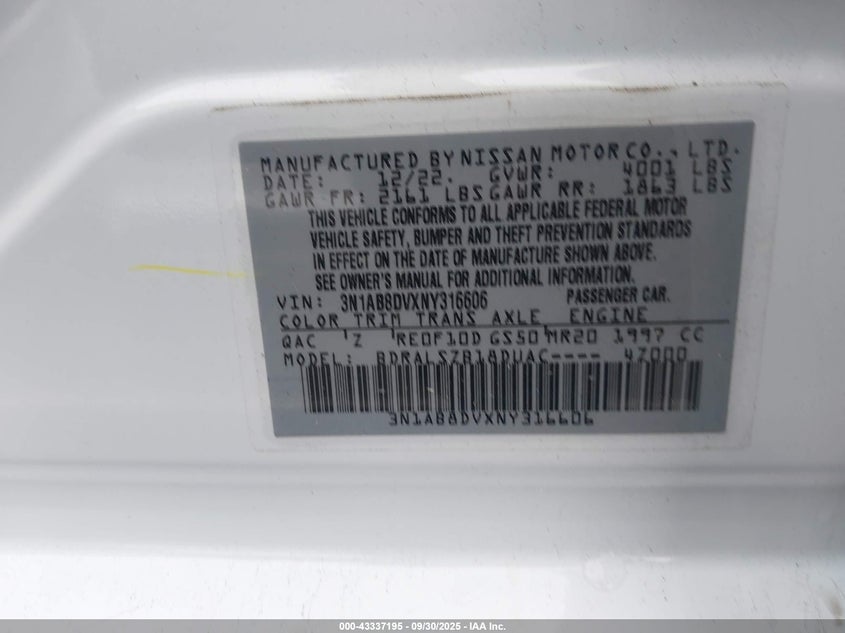 MANUFACTURED BY NISSAN MOTOR CO., LTD.
DATE: 12/22. GVWR: 4001 LBS
GAWR FR: 2161 LBS GAWR RR: 1863 LBS
THIS VEHICLE CONFORMS TO ALL APPLICABLE FEDERAL MOTOR
VEHICLE SAFETY, BUMPER AND THEFT PREVENTION STANDARDS
IN EFFECT ON THE DATE OF MANUFACTURE SHOWN ABOVE.
SEE OWNER'S MANUAL FOR ADDITIONAL INFORMATION.
VIN: 3N1AB8DVXNY316606 PASSENGER CAR.
COLOR TRIM TRANS AXLE ENGINE
QAC Z RE0F10D GS50 MR20 1997 CC
MODEL: BDRALSZB18DUAC---- 4Z000
3N1AB8DVXNY316606
000-43337195 - 09/30/2025 - IAA Inc.